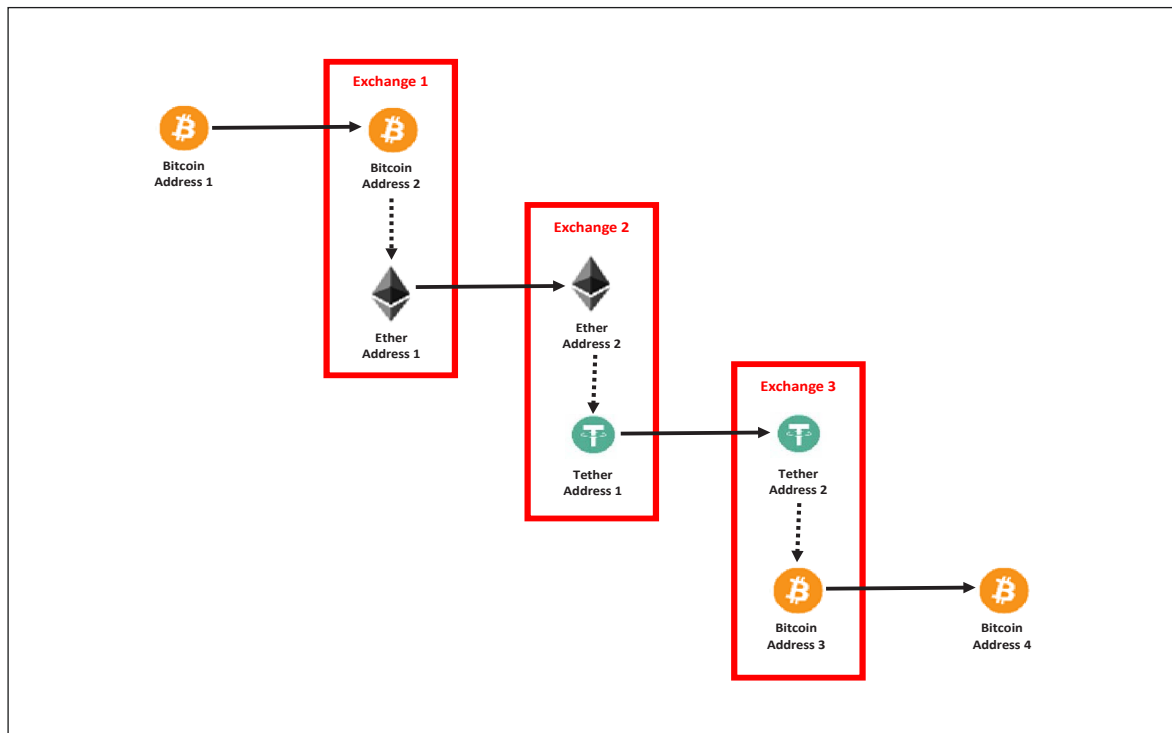 Exchange 1
Bitcoin
Address 1
Bitcoin
Address 2
Ether
Address 1
Exchange 2
Ether
Address 2
Tether
Address 1
Exchange 3
Tether
Address 2
Bitcoin
Address 3
Bitcoin
Address 4